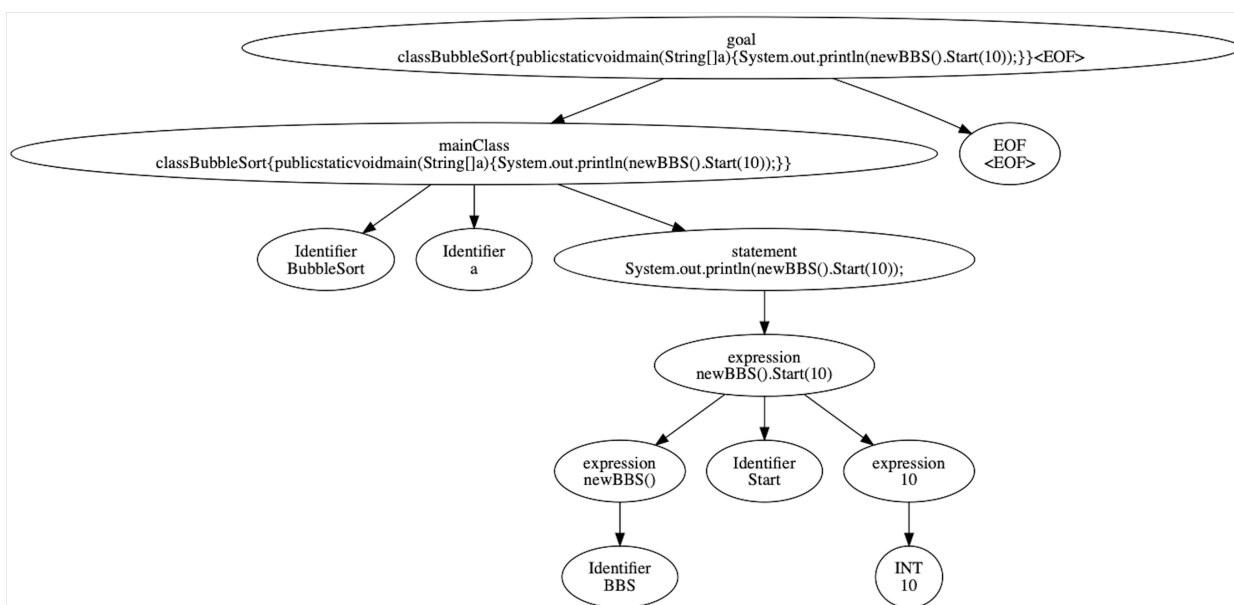 goal
classBubbleSort{publicstaticvoidmain(String[]a){System.out.println(newBBS().Start(10));}}<EOF>
mainClass
classBubbleSort{publicstaticvoidmain(String[]a){System.out.println(newBBS().Start(10));}}
EOF
<EOF>
Identifier
BubbleSort
Identifier
a
statement
System.out.println(newBBS().Start(10));
expression
newBBS().Start(10)
expression
newBBS()
Identifier
Start
expression
10
Identifier
BBS
INT
10